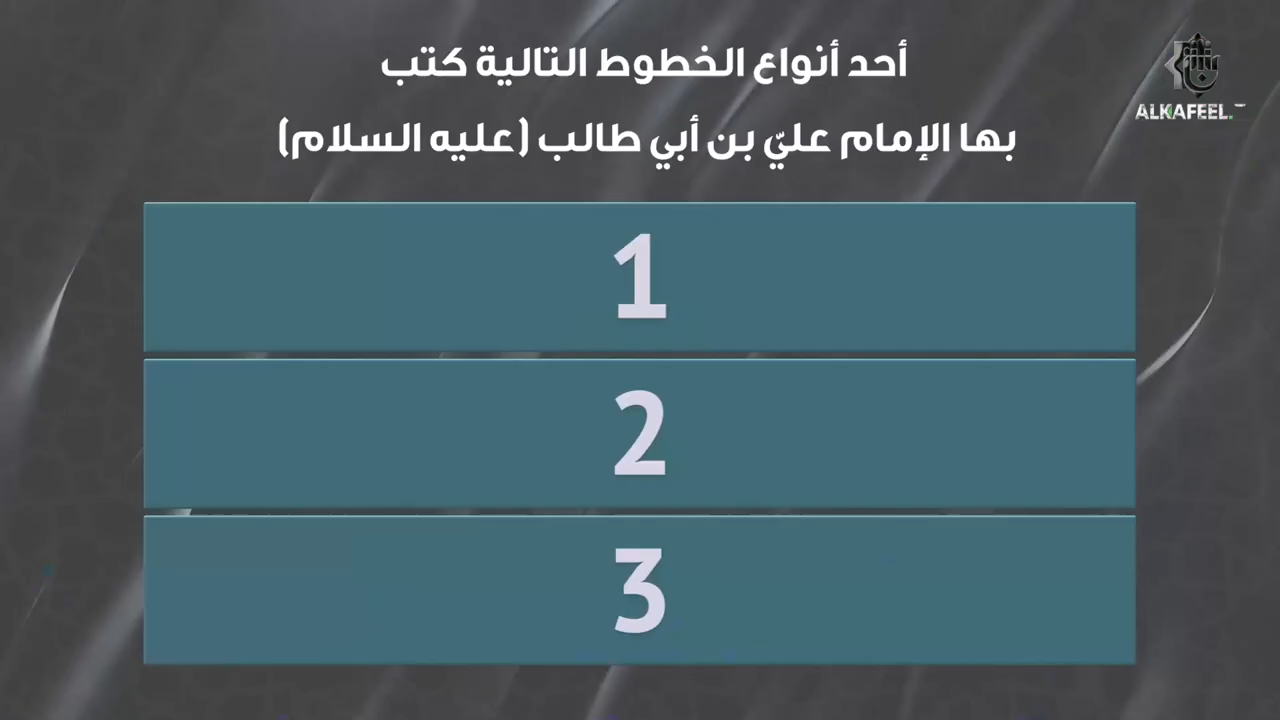 أحد أنواع الخطوط التالية كتب
بها الإمام عليّ بن أبي طالب (عليه السلام)
ALKAFEEL.
1
2
3